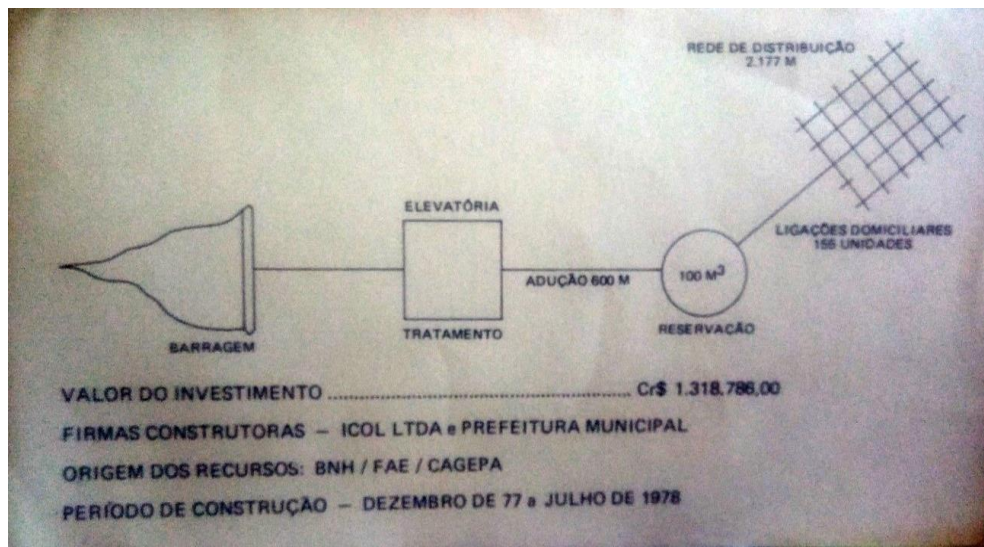 REDE DE DISTRIBUIÇÃO
2.177 M
ELEVATÓRIA
LIGAÇÕES DOMICILIARES
155 UNIDADES
100 M³
ADUÇÃO 600 M
TRATAMENTO
RESERVAÇÃO
BARRAGEM
VALOR DO INVESTIMENTO ........................................................ Cr$ 1.318.786,00
FIRMAS CONSTRUTORAS – ICOL LTDA e PREFEITURA MUNICIPAL
ORIGEM DOS RECURSOS: BNH / FAE / CAGEPA
PERÍODO DE CONSTRUÇÃO – DEZEMBRO DE 77 a JULHO DE 1978